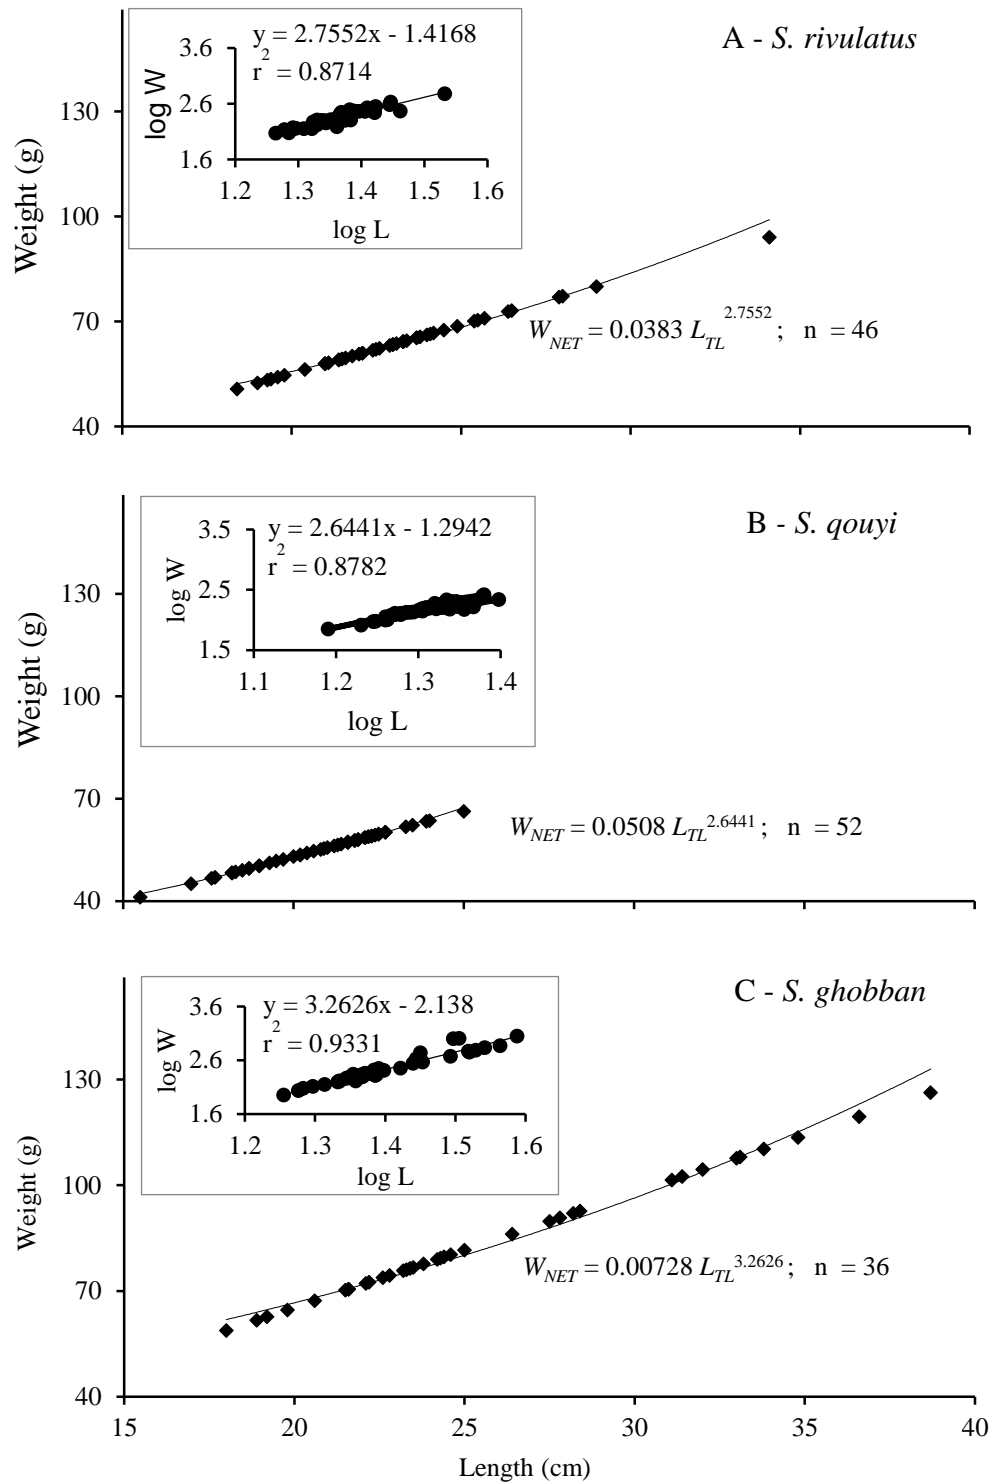 A - S. rivulatus
y = 2.7552x - 1.4168
r² = 0.8714
log W
3.6
2.6
1.6
1.2 1.3 1.4 1.5 1.6
log L
Weight (g)
130
100
70
40
W_NET = 0.0383 L_TL^2.7552 ; n = 46
B - S. qouyi
y = 2.6441x - 1.2942
r² = 0.8782
log W
3.5
2.5
1.5
1.1 1.2 1.3 1.4
log L
Weight (g)
130
100
70
40
W_NET = 0.0508 L_TL^2.6441 ; n = 52
C - S. ghobban
y = 3.2626x - 2.138
r² = 0.9331
log W
3.6
2.6
1.6
1.2 1.3 1.4 1.5 1.6
log L
Weight (g)
130
100
70
40
W_NET = 0.00728 L_TL^3.2626 ; n = 36
15 20 25 30 35 40
Length (cm)